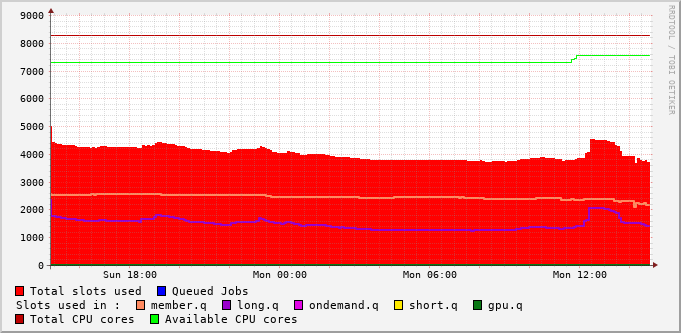 RRDTOOL / TOBI OETIKER
9000
8000
7000
6000
5000
4000
3000
2000
1000
0
Sun 18:00 Mon 00:00 Mon 06:00 Mon 12:00
Total slots used Queued Jobs
Slots used in : member.q long.q ondemand.q short.q gpu.q
Total CPU cores Available CPU cores